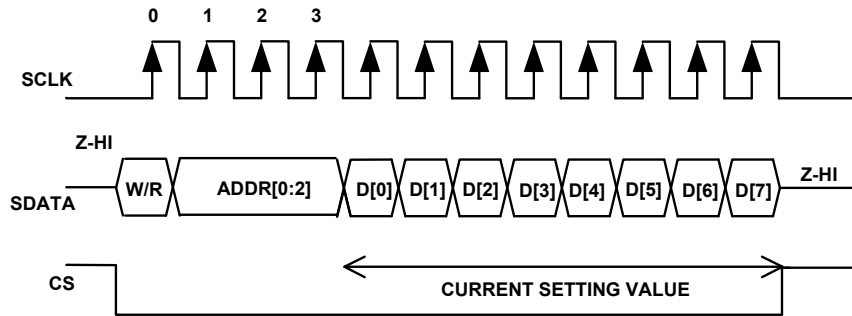 0 1 2 3
SCLK
Z-HI
W/R ADDR[0:2] D[0] D[1] D[2] D[3] D[4] D[5] D[6] D[7] Z-HI
SDATA
CS
CURRENT SETTING VALUE